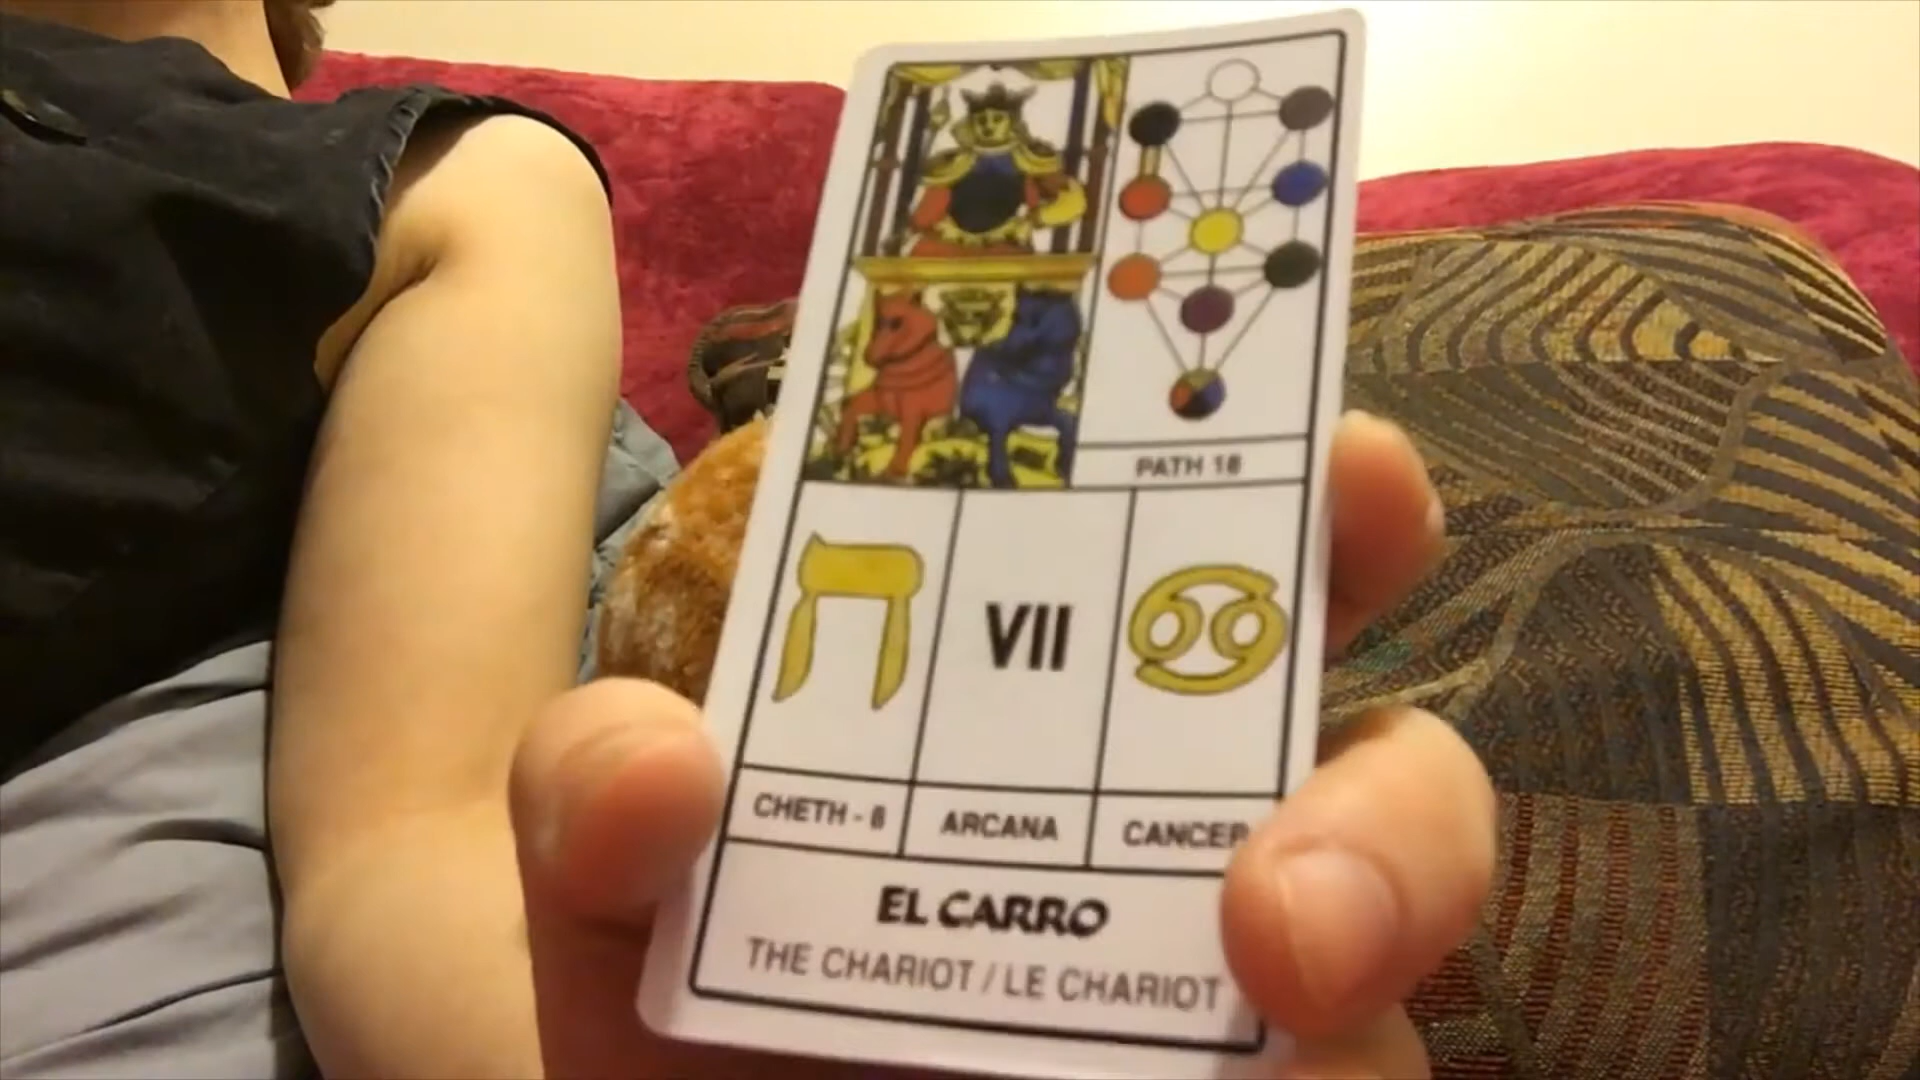 PATH 18
ח
VII
CHETH - 8
ARCANA
CANCER
EL CARRO
THE CHARIOT / LE CHARIOT